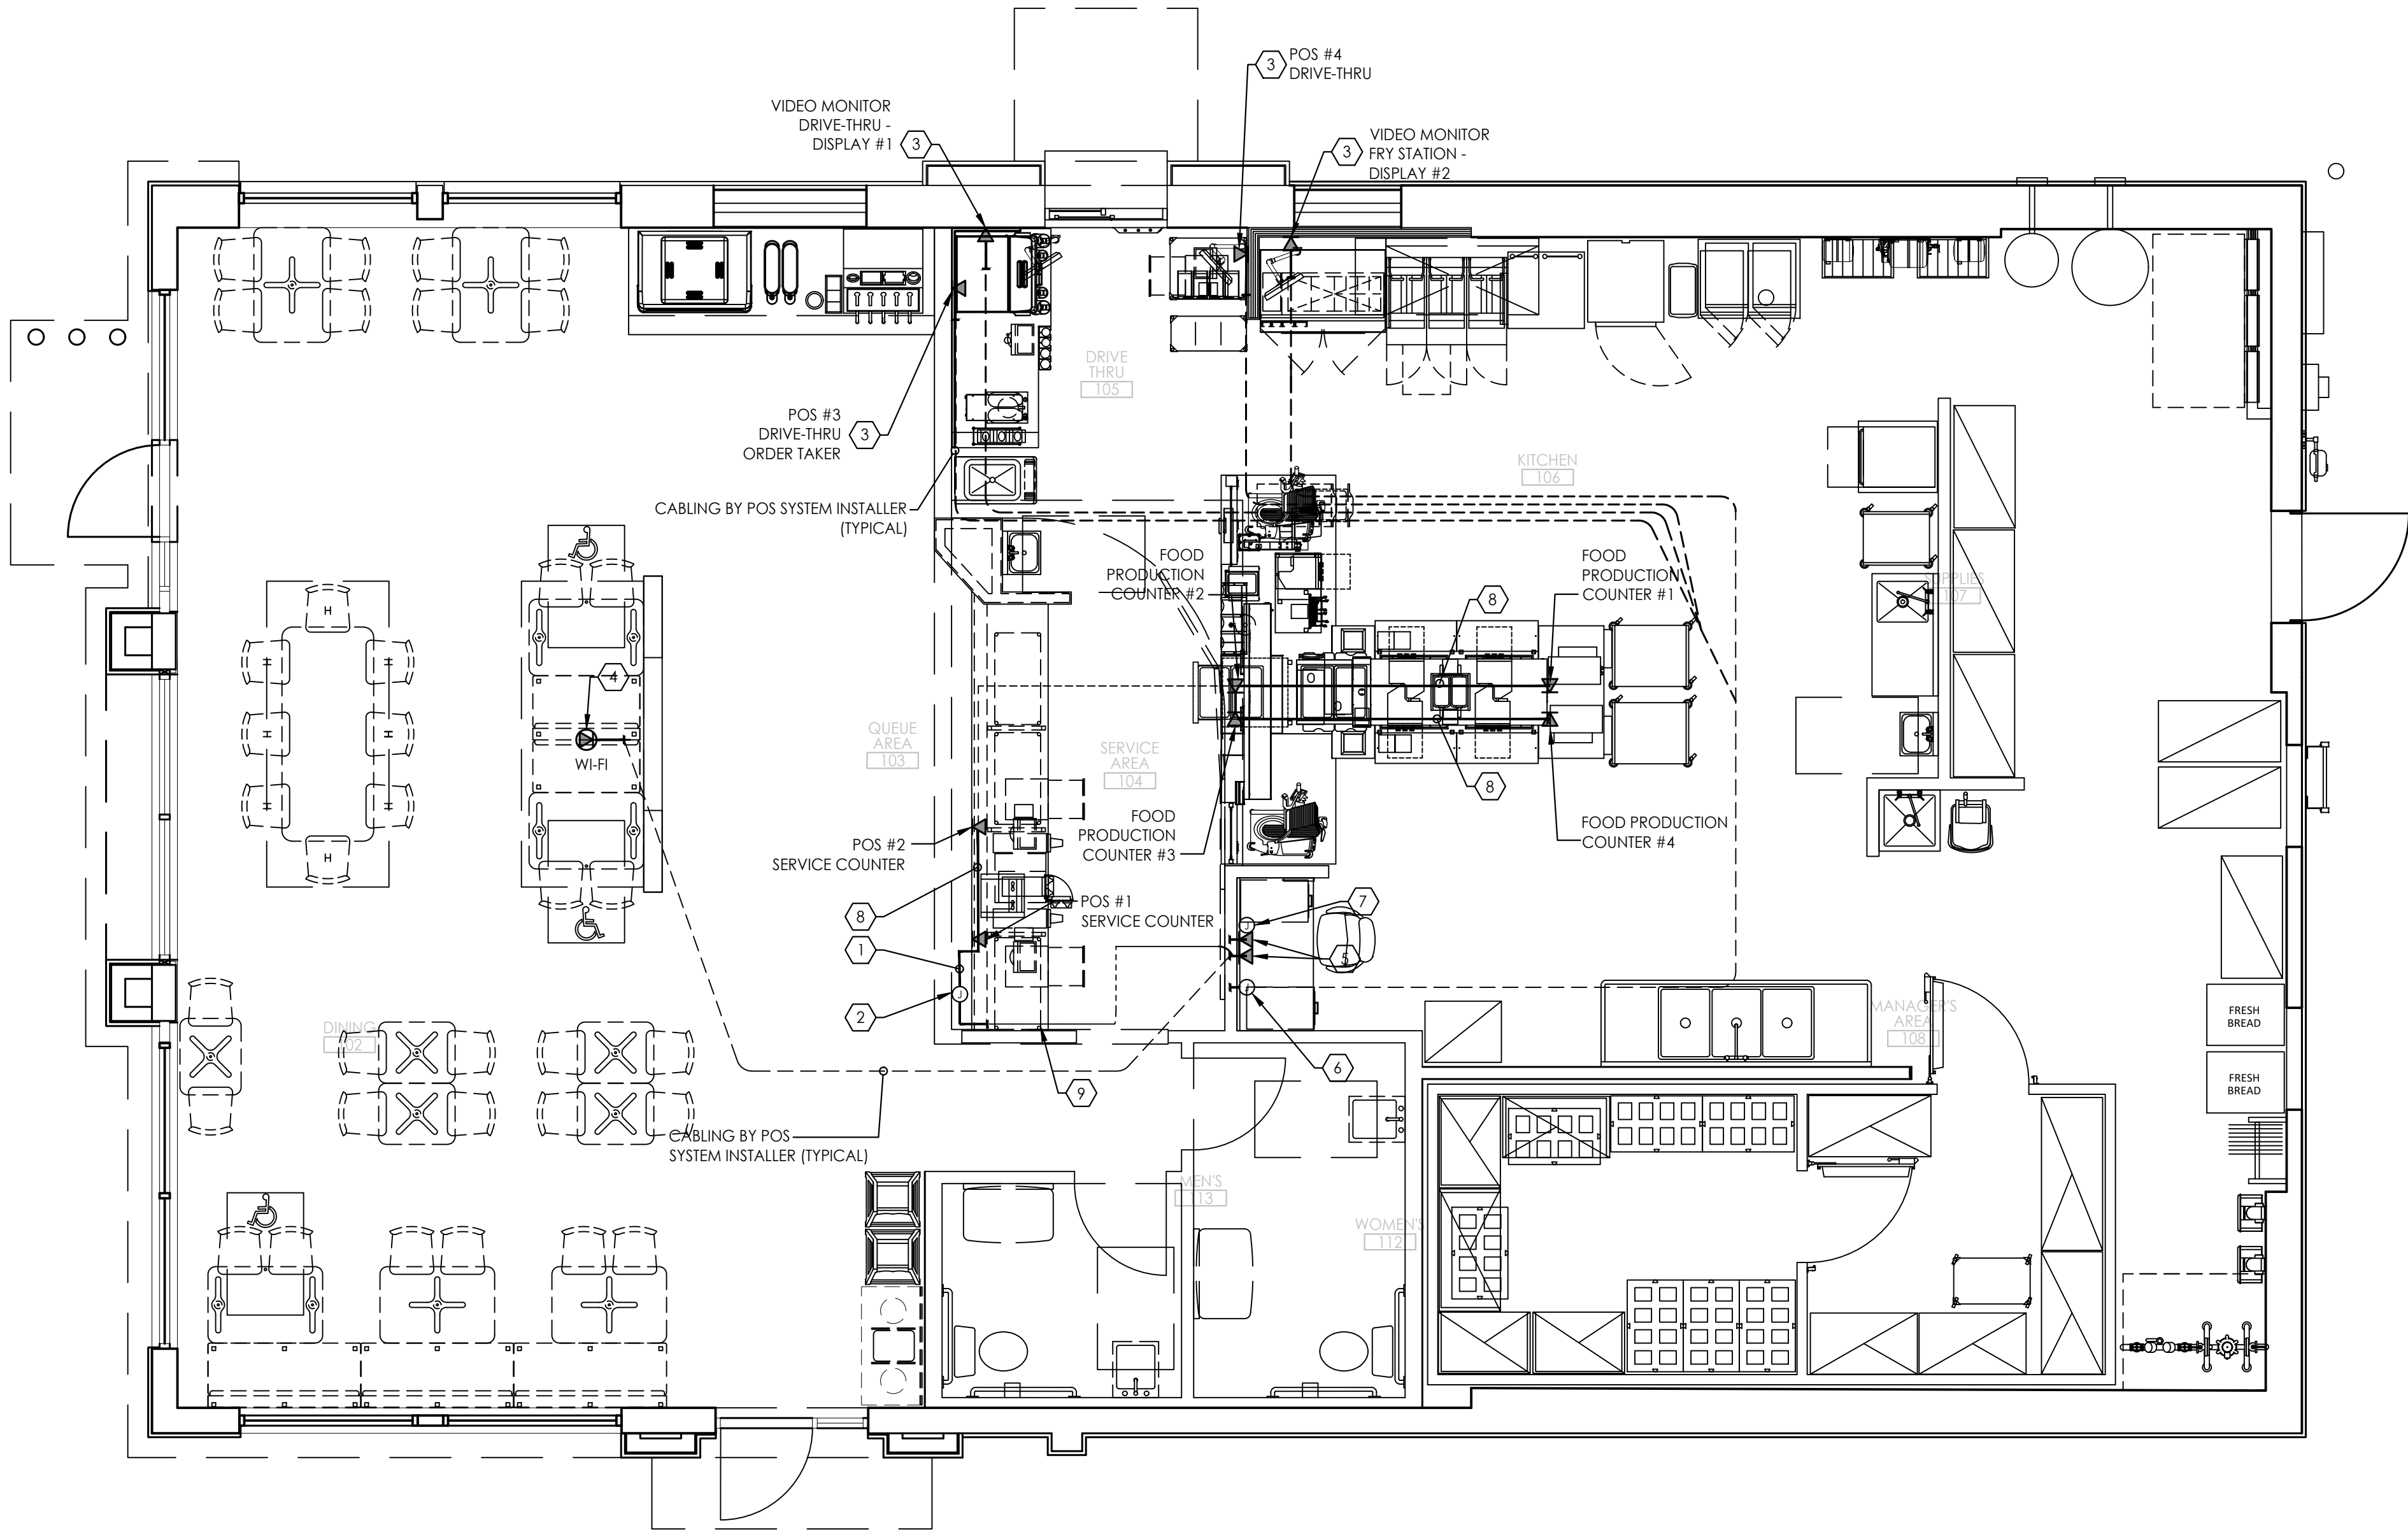 3
POS #4
DRIVE-THRU
VIDEO MONITOR
DRIVE-THRU -
DISPLAY #1
3
3
VIDEO MONITOR
FRY STATION -
DISPLAY #2
DRIVE
THRU
105
POS #3
DRIVE-THRU
ORDER TAKER
3
KITCHEN
106
CABLING BY POS SYSTEM INSTALLER
(TYPICAL)
FOOD
PRODUCTION
COUNTER #2
FOOD
PRODUCTION
COUNTER #1
8
SUPPLIES
107
H
4
H
H
WI-FI
QUEUE
AREA
103
SERVICE
AREA
104
8
FOOD
PRODUCTION
COUNTER #3
FOOD PRODUCTION
COUNTER #4
POS #2
SERVICE COUNTER
H
8
POS #1
SERVICE COUNTER
7
J
1
5
2
J
J
DINING
102
MANAGER'S
AREA
108
FRESH
BREAD
6
9
FRESH
BREAD
CABLING BY POS
SYSTEM INSTALLER (TYPICAL)
MEN'S
113
WOMEN'S
112